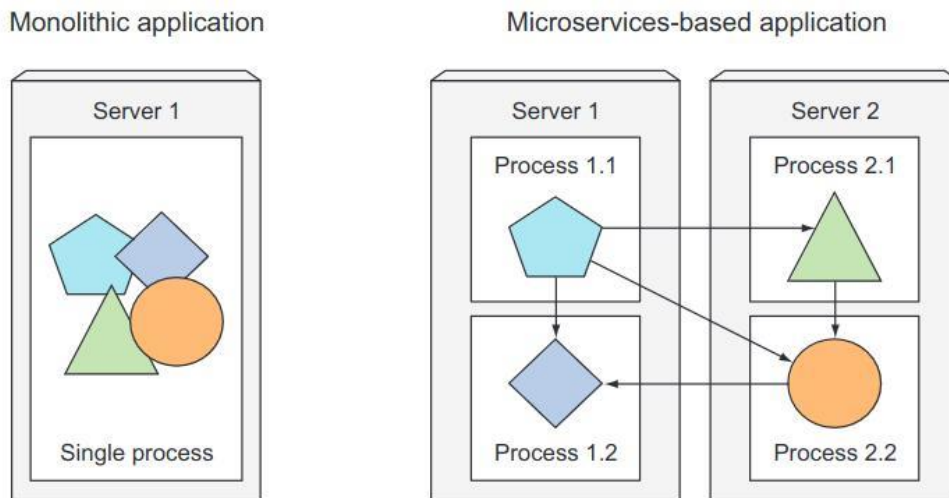 Monolithic application
Server 1
Single process
Microservices-based application
Server 1
Process 1.1
Process 1.2
Server 2
Process 2.1
Process 2.2